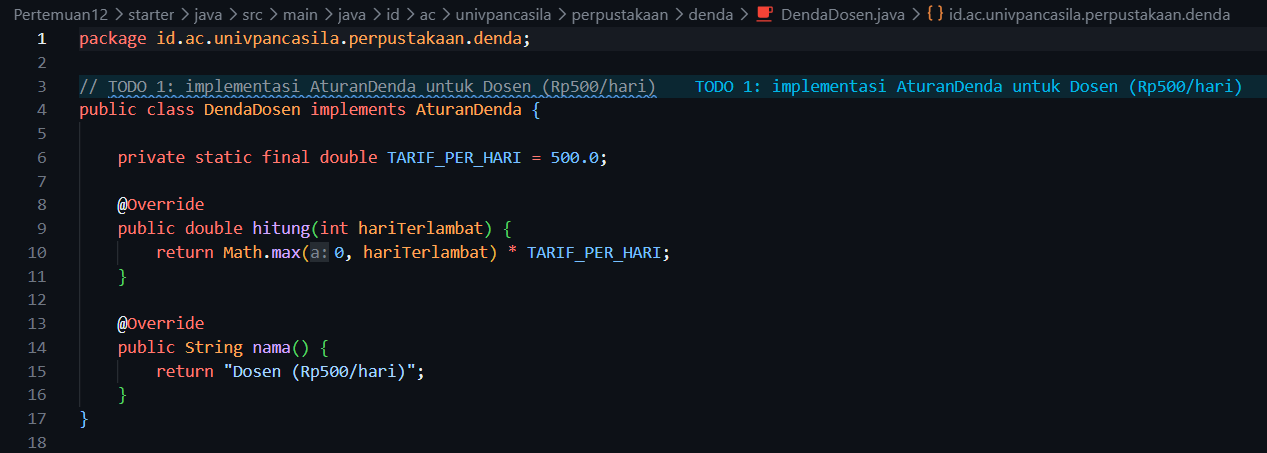 Pertemuan12 > starter > java > src > main > java > id > ac > univpancasila > perpustakaan > denda > DendaDosen.java > {} id.ac.univpancasila.perpustakaan.denda
1 package id.ac.univpancasila.perpustakaan.denda;
2
3 // TODO 1: implementasi AturanDenda untuk Dosen (Rp500/hari) TODO 1: implementasi AturanDenda untuk Dosen (Rp500/hari)
4 public class DendaDosen implements AturanDenda {
5
6 private static final double TARIF_PER_HARI = 500.0;
7
8 @Override
9 public double hitung(int hariTerlambat) {
10 return Math.max(a: 0, hariTerlambat) * TARIF_PER_HARI;
11 }
12
13 @Override
14 public String nama() {
15 return "Dosen (Rp500/hari)";
16 }
17 }
18